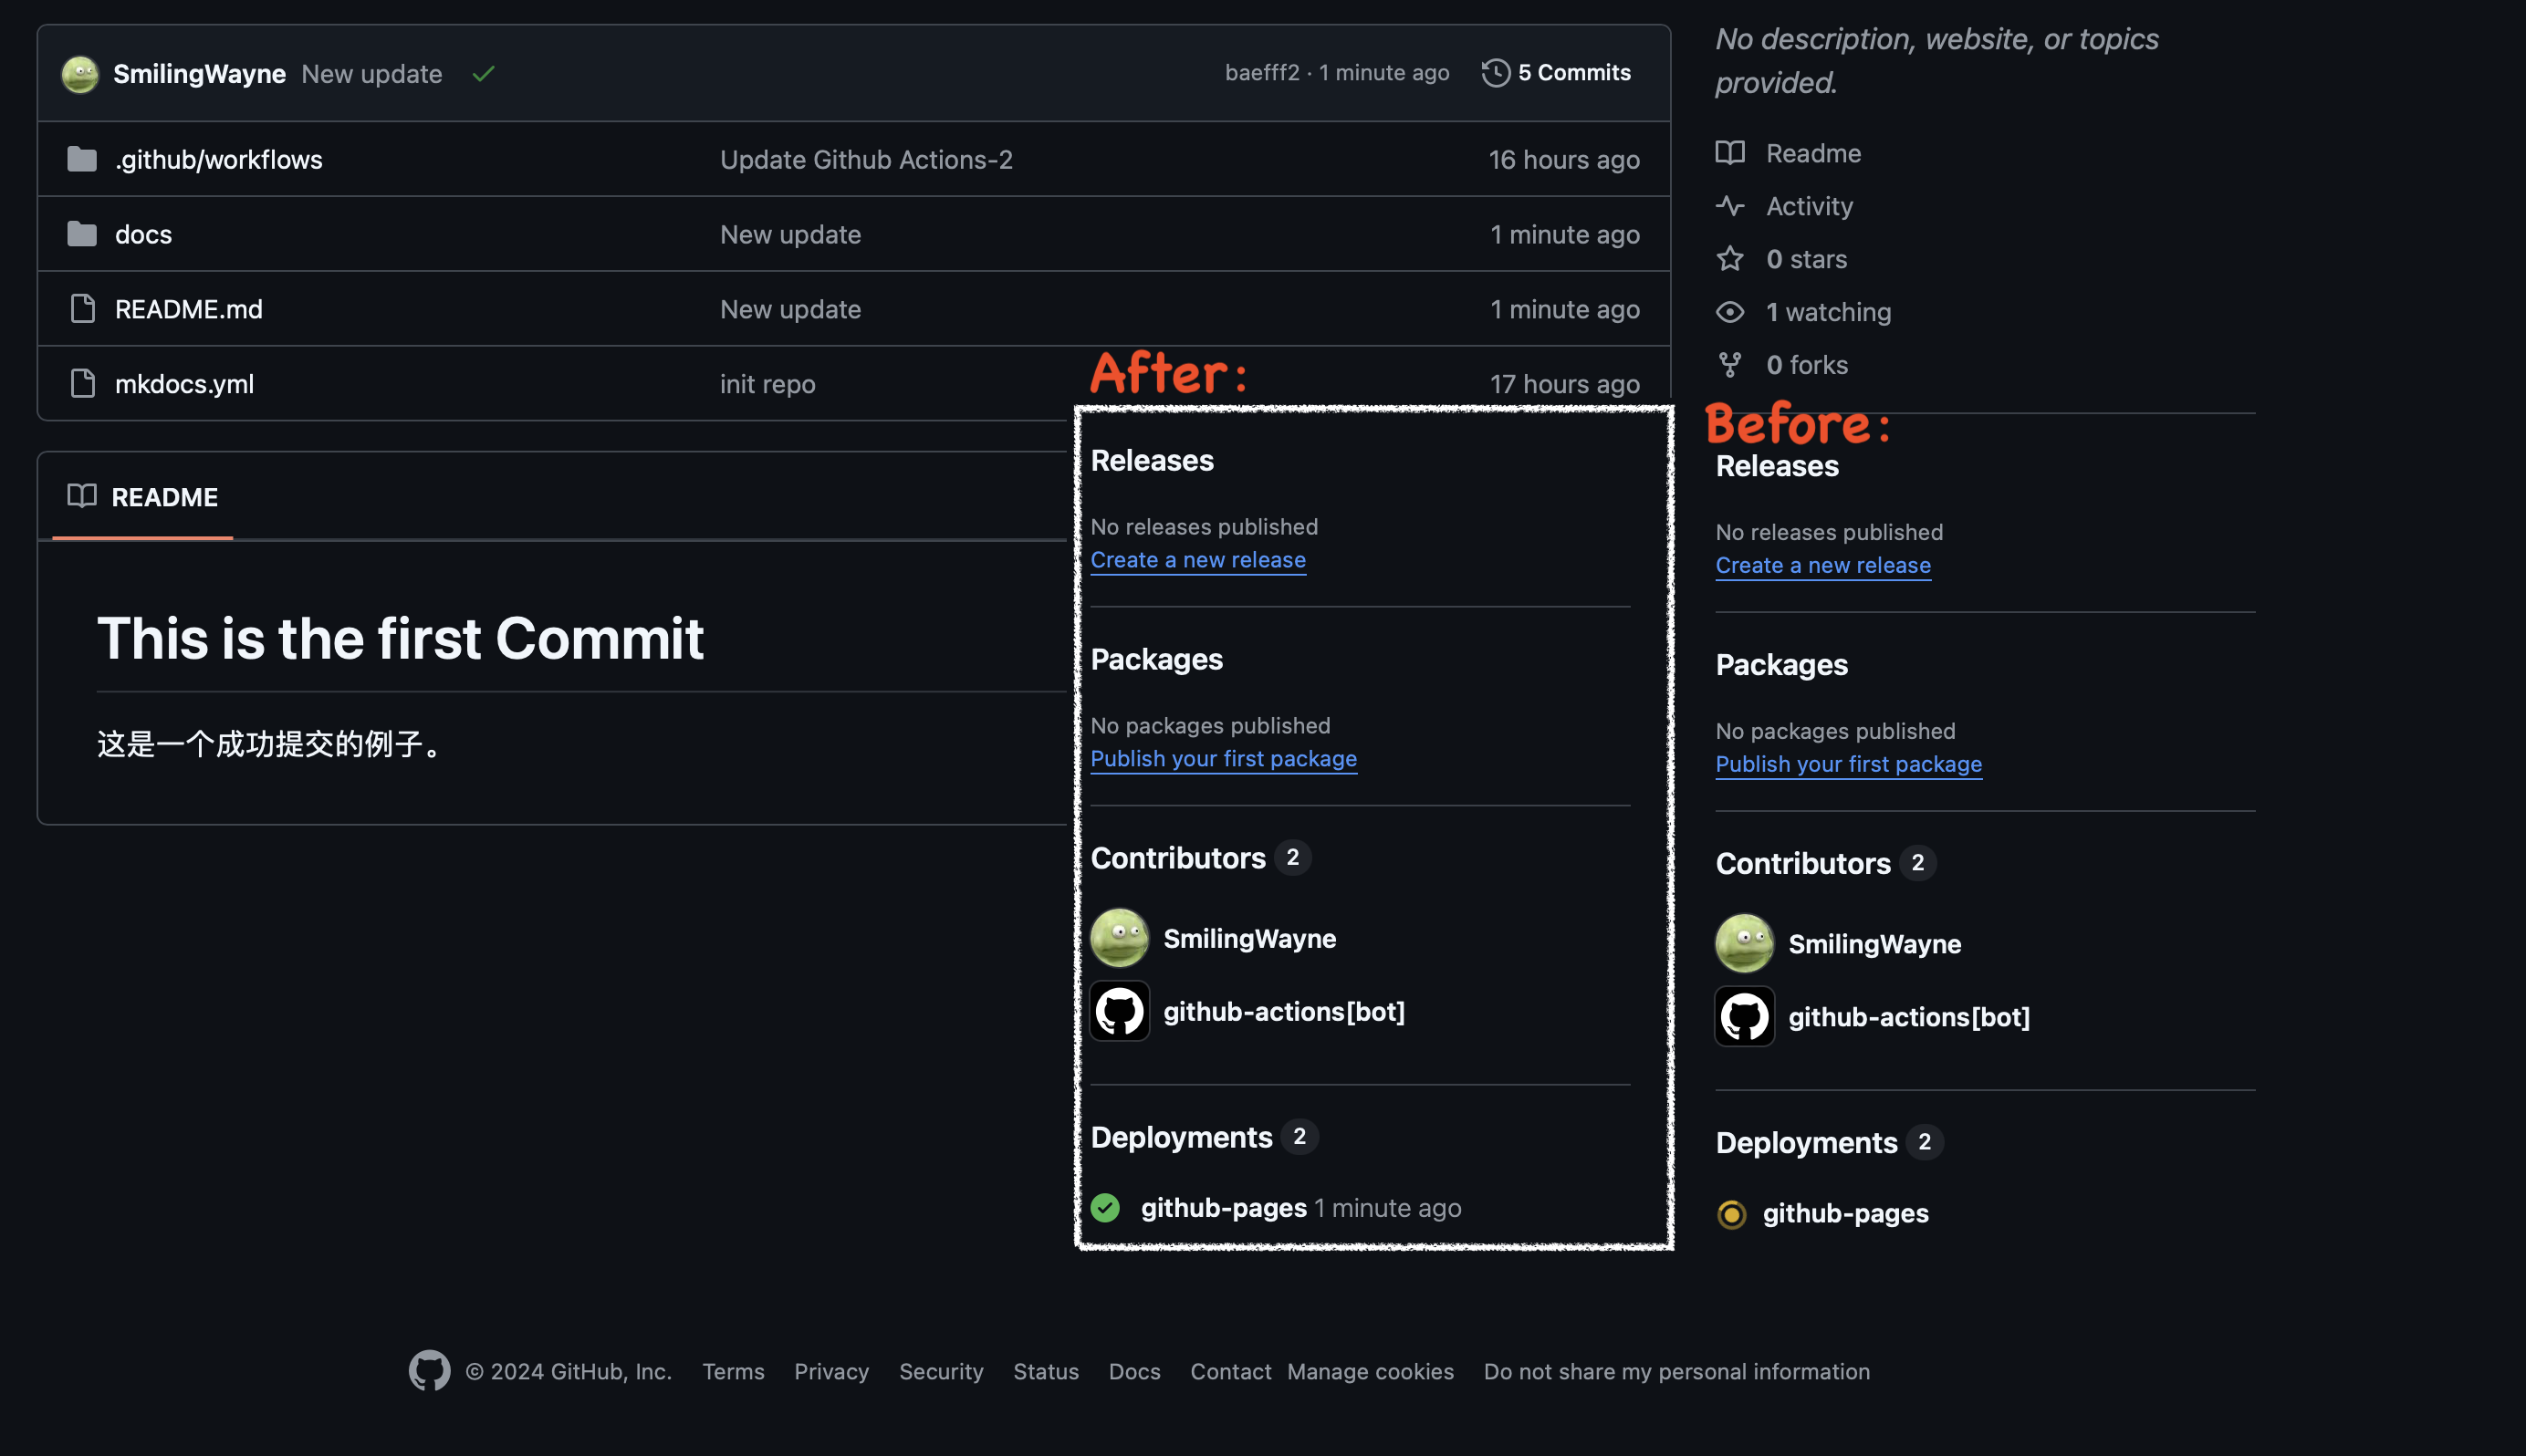 SmilingWayne New update
baefff2 · 1 minute ago 5 Commits
.github/workflows Update Github Actions-2 16 hours ago
docs New update 1 minute ago
README.md New update 1 minute ago
mkdocs.yml init repo 17 hours ago
README
This is the first Commit
这是一个成功提交的例子。
After:
Releases
No releases published
Create a new release
Packages
No packages published
Publish your first package
Contributors 2
SmilingWayne
github-actions[bot]
Deployments 2
github-pages 1 minute ago
No description, website, or topics
provided.
Readme
Activity
0 stars
1 watching
0 forks
Before:
Releases
No releases published
Create a new release
Packages
No packages published
Publish your first package
Contributors 2
SmilingWayne
github-actions[bot]
Deployments 2
github-pages
© 2024 GitHub, Inc. Terms Privacy Security Status Docs Contact Manage cookies Do not share my personal information